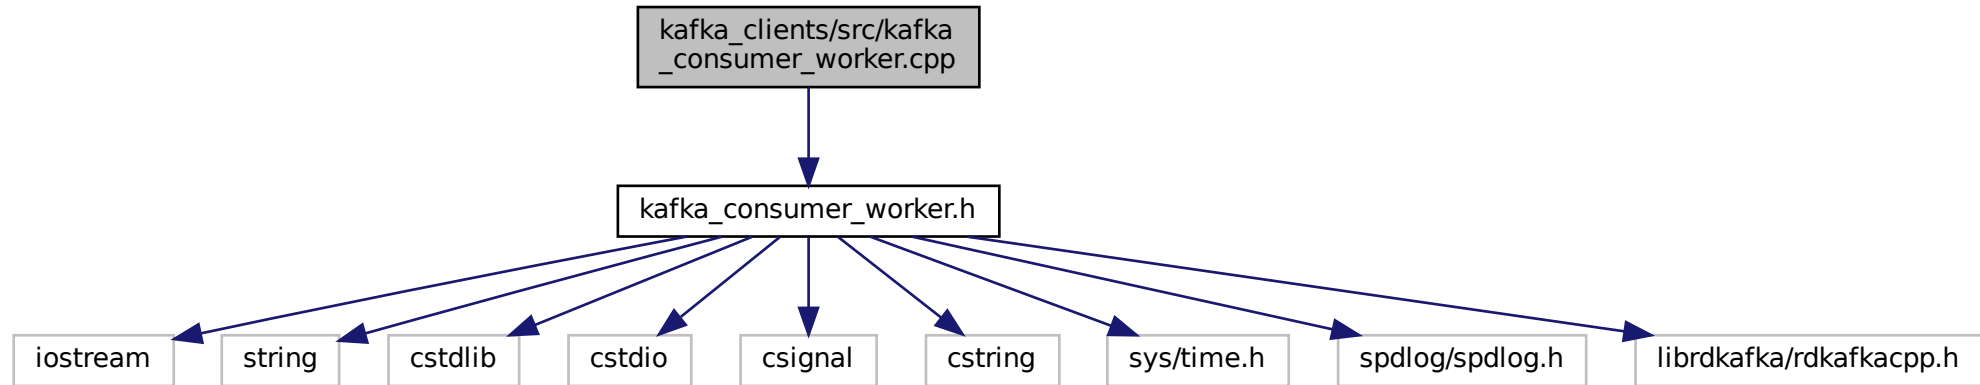 kafka_clients/src/kafka
_consumer_worker.cpp
kafka_consumer_worker.h
iostream
string
cstdlib
cstdio
csignal
cstring
sys/time.h
spdlog/spdlog.h
librdkafka/rdkafkacpp.h